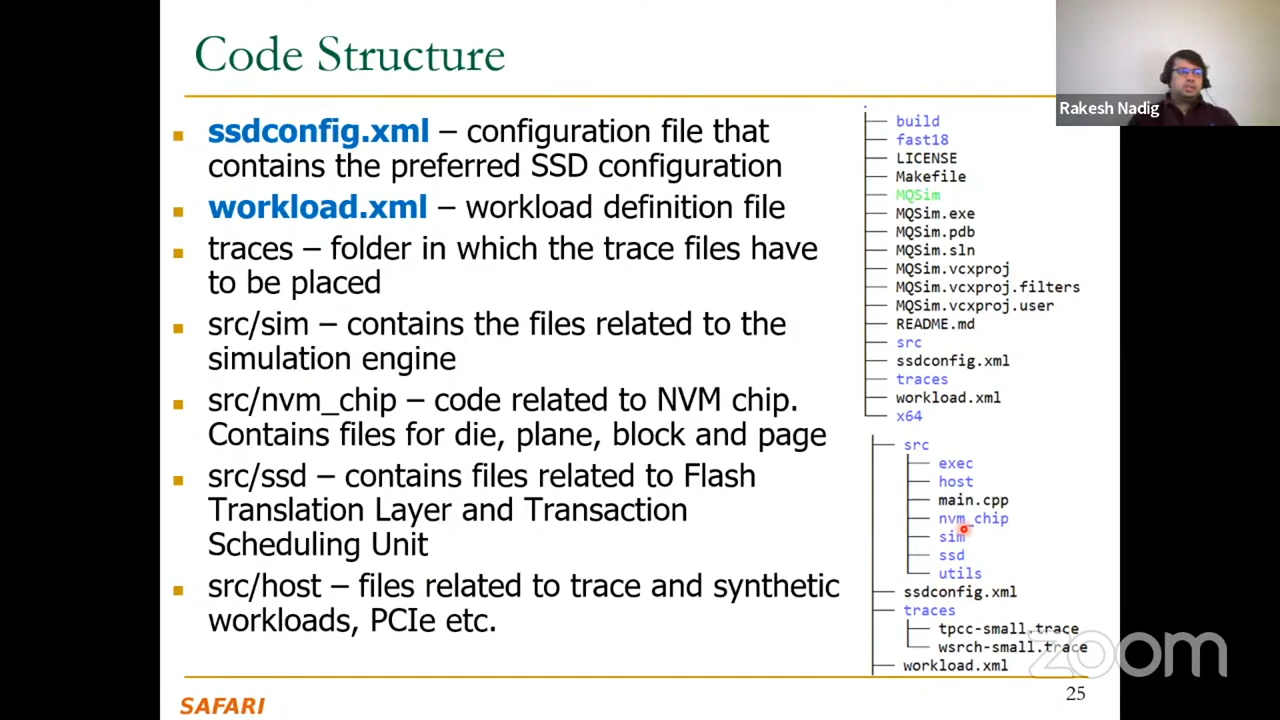 Code Structure
Rakesh Nadig
ssdconfig.xml – configuration file that
contains the preferred SSD configuration
workload.xml – workload definition file
traces – folder in which the trace files have
to be placed
src/sim – contains the files related to the
simulation engine
src/nvm_chip – code related to NVM chip.
Contains files for die, plane, block and page
src/ssd – contains files related to Flash
Translation Layer and Transaction
Scheduling Unit
src/host – files related to trace and synthetic
workloads, PCIe etc.
.
build
fast18
LICENSE
Makefile
MQSim
MQSim.exe
MQSim.pdb
MQSim.sln
MQSim.vcxproj
MQSim.vcxproj.filters
MQSim.vcxproj.user
README.md
src
ssdconfig.xml
traces
workload.xml
x64
src
exec
host
main.cpp
nvm_chip
sim
ssd
utils
ssdconfig.xml
traces
tpcc-small.trace
wsrch-small.trace
workload.xml
zoom
SAFARI
25